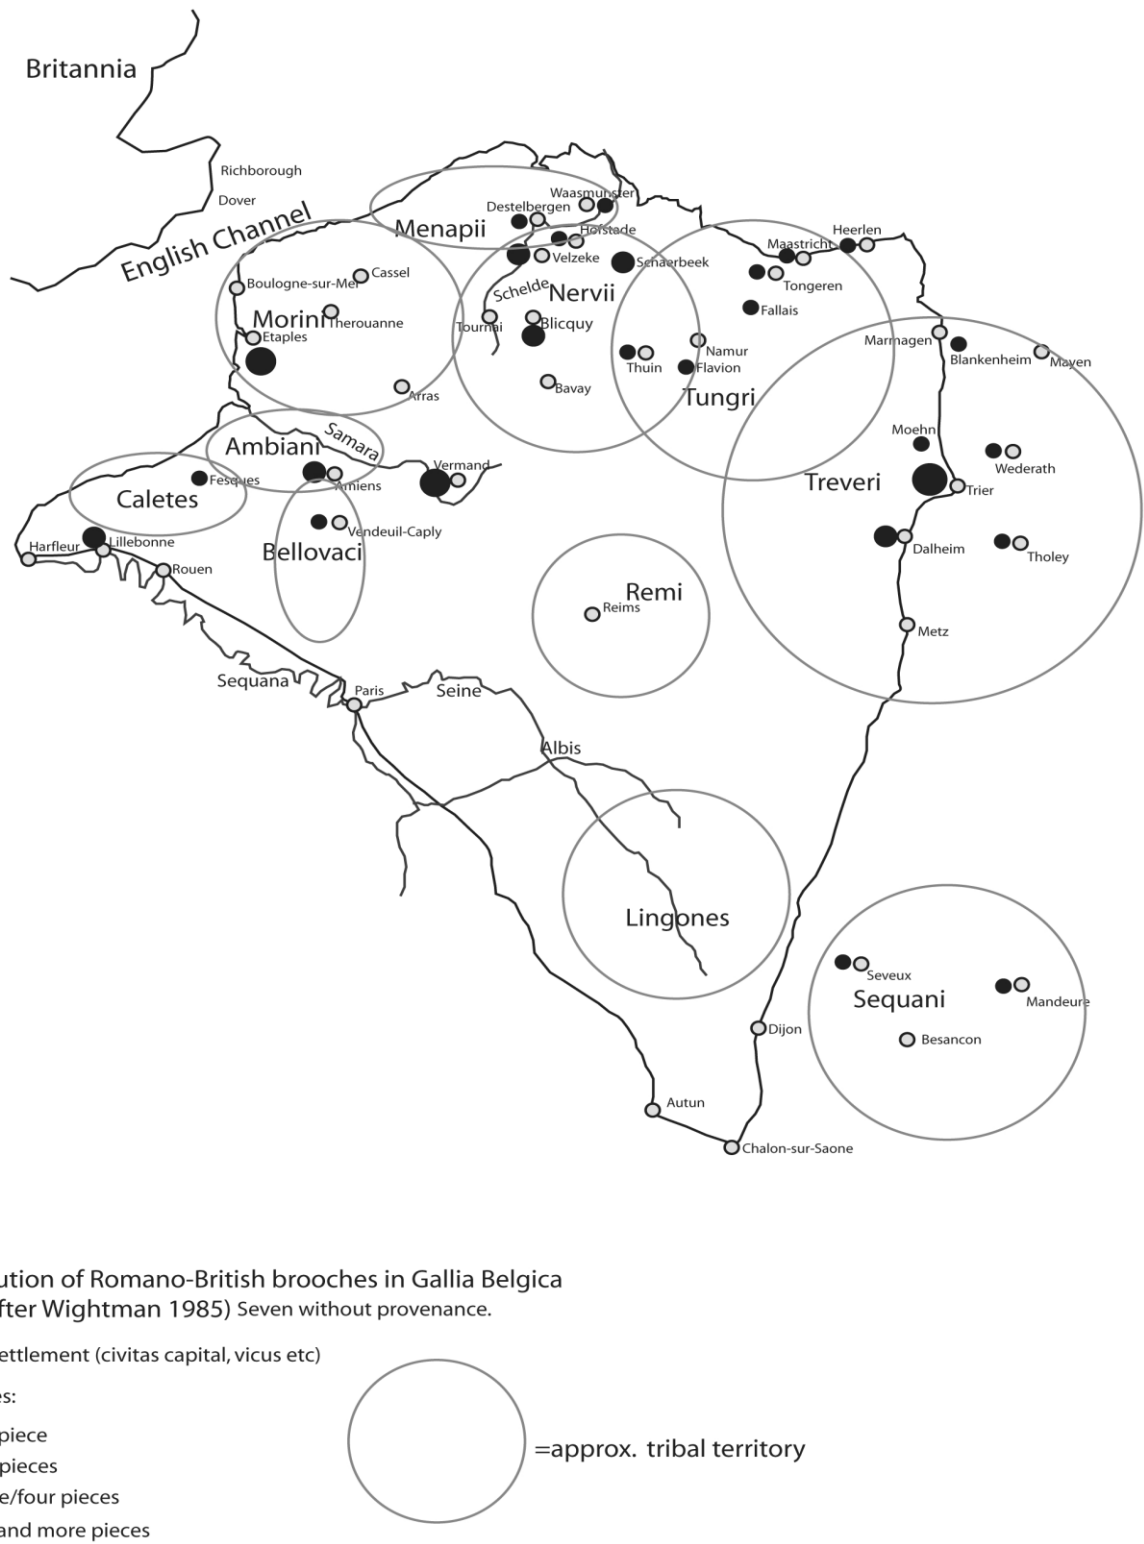 Britannia
Richborough
Dover
English Channel
Waasmunster
Destelbergen
Menapii
Hofstade
Heerlen
Maastricht
Velzeke
Schaerbeek
Cassel
Tongeren
Boulogne-sur-Mer
Schelde
Nervii
Fallais
Morini
Therouanne
Tournai
Blicquy
Etaples
Marmagen
Namur
Blankenheim
Mayen
Thuin
Flavion
Bavay
Arras
Tungri
Moehn
Ambiani
Samara
Vermand
Wederath
Fesques
Amiens
Treveri
Trier
Caletes
Vendeuil-Caply
Harfleur
Lillebonne
Bellovaci
Dalheim
Tholey
Rouen
Remi
Reims
Metz
Sequana
Paris
Seine
Albis
Lingones
Seveux
Sequani
Mandeure
Dijon
Besancon
Autun
Chalon-sur-Saone
ution of Romano-British brooches in Gallia Belgica
fter Wightman 1985) Seven without provenance.
ettlement (civitas capital, vicus etc)
es:
piece
pieces
e/four pieces
and more pieces
=approx. tribal territory